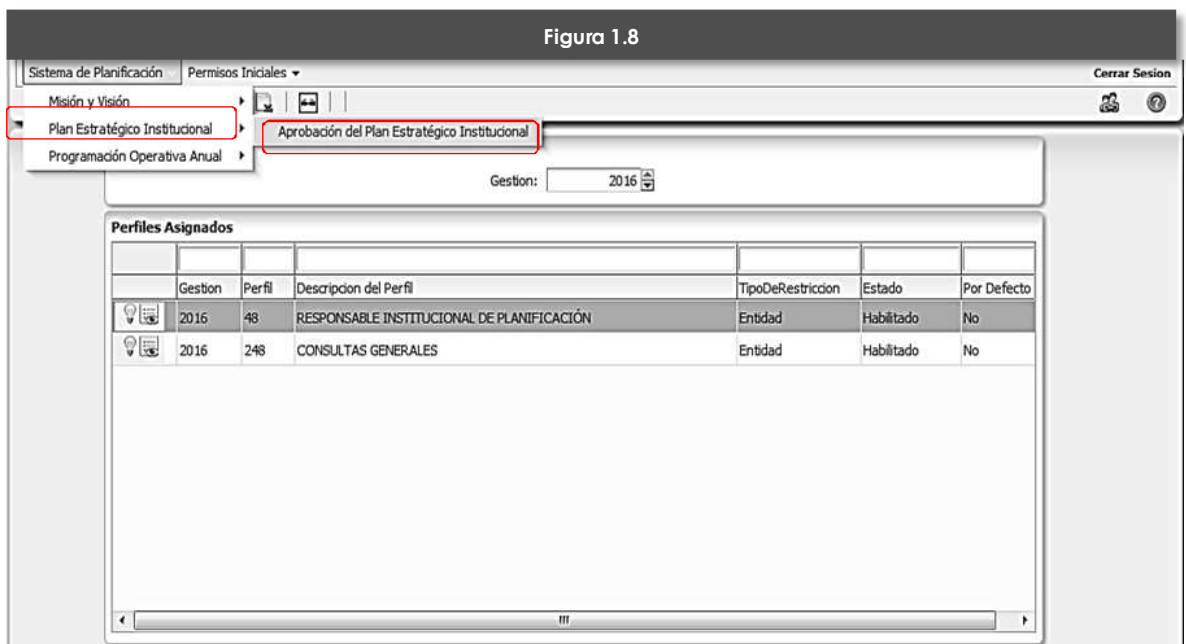 Figura 1.8
Sistema de Planificación Permisos Iniciales Cerrar Sesion
Misión y Visión
Plan Estratégico Institucional Aprobación del Plan Estratégico Institucional
Programación Operativa Anual
Gestion: 2016
Perfiles Asignados
Gestion Perfil Descripcion del Perfil TipoDeRestriccion Estado Por Defecto
2016 48 RESPONSABLE INSTITUCIONAL DE PLANIFICACIÓN Entidad Habilitado No
2016 248 CONSULTAS GENERALES Entidad Habilitado No